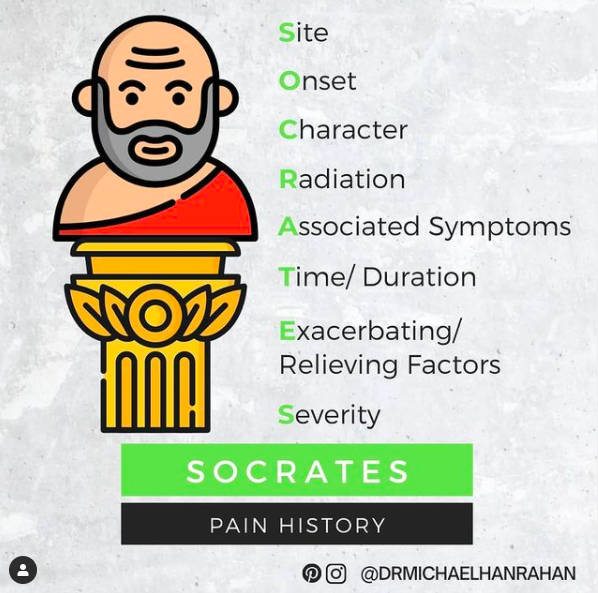 Site
Onset
Character
Radiation
Associated Symptoms
Time/ Duration
Exacerbating/
Relieving Factors
Severity
SOCRATES
PAIN HISTORY
@DRMICHAELHANRAHAN